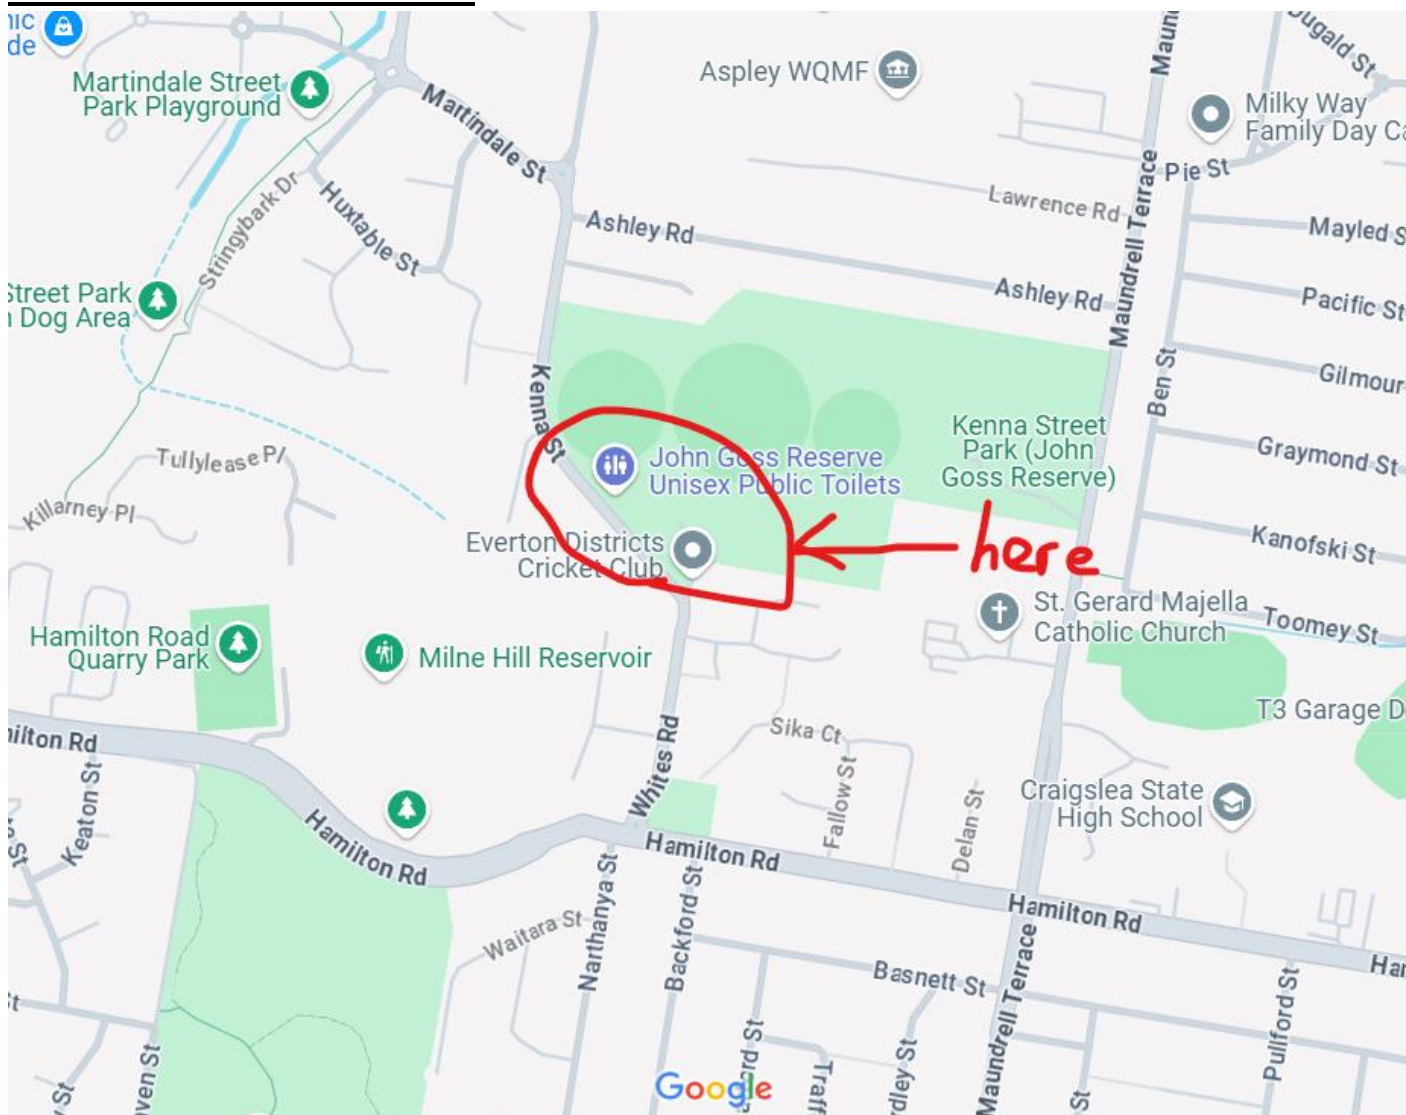 Martindale Street
Park Playground
Martindale St
Aspley WQMF
Maundrell Terrace
Dugald St
Milky Way
Family Day
Pie St
Lawrence Rd
Stringybark Dr
Huxtable St
Ashley Rd
Ashley Rd
Street Park
Dog Area
Ben St
Pacific St
Kenna St
John Goss Reserve
Unisex Public Toilets
Kenna Street
Park (John
Goss Reserve)
Graymond St
Tullylease Pl
Killarney Pl
here
Everton Districts
Cricket Club
Kanofski St
St. Gerard Majella
Catholic Church
Toomey St
Hamilton Road
Quarry Park
Milne Hill Reservoir
T3 Garage
Whites Rd
Sika Ct
Fallow St
Delan St
Craigslea State
High School
Keaton St
Hamilton Rd
Hamilton Rd
Hamilton Rd
Narthanya St
Backford St
Waitara St
Basnett St
Maundrell Terrace
Pullford St
Google